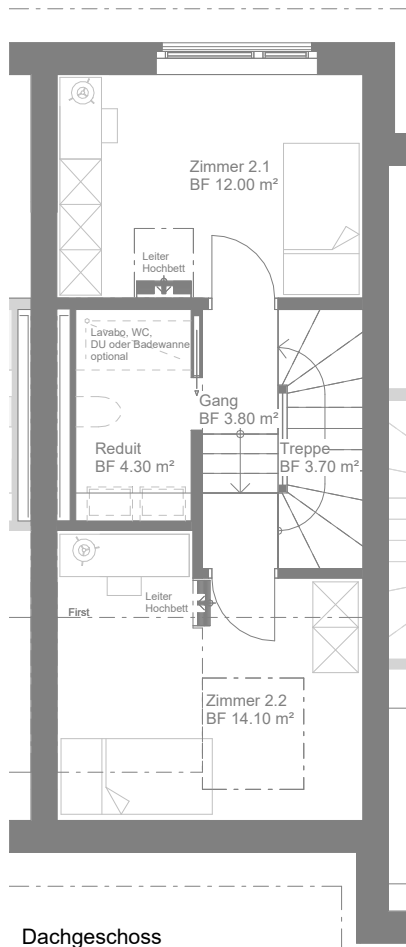 Zimmer 2.1
BF 12.00 m²
Leiter
Hochbett
Lavabo, WC,
DU oder Badewanne
optional
Gang
BF 3.80 m²
Reduit
BF 4.30 m²
Treppe
BF 3.70 m²
Leiter
Hochbett
First
Zimmer 2.2
BF 14.10 m²
Dachgeschoss